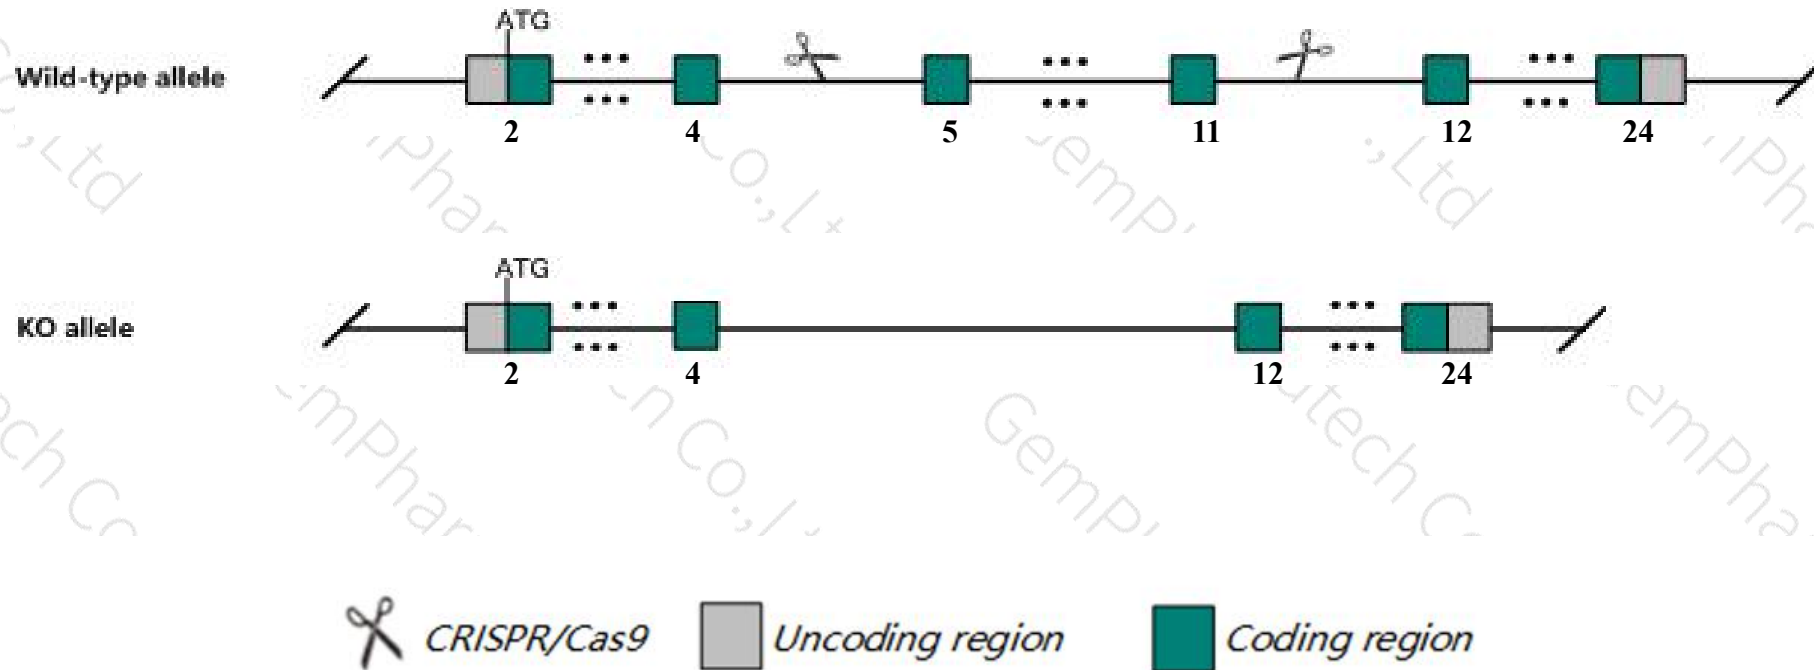 ATG
Wild-type allele
2 4 5 11 12 24
ATG
KO allele
2 4 12 24
GemPh
CRISPR/Cas9 Uncoding region Coding region